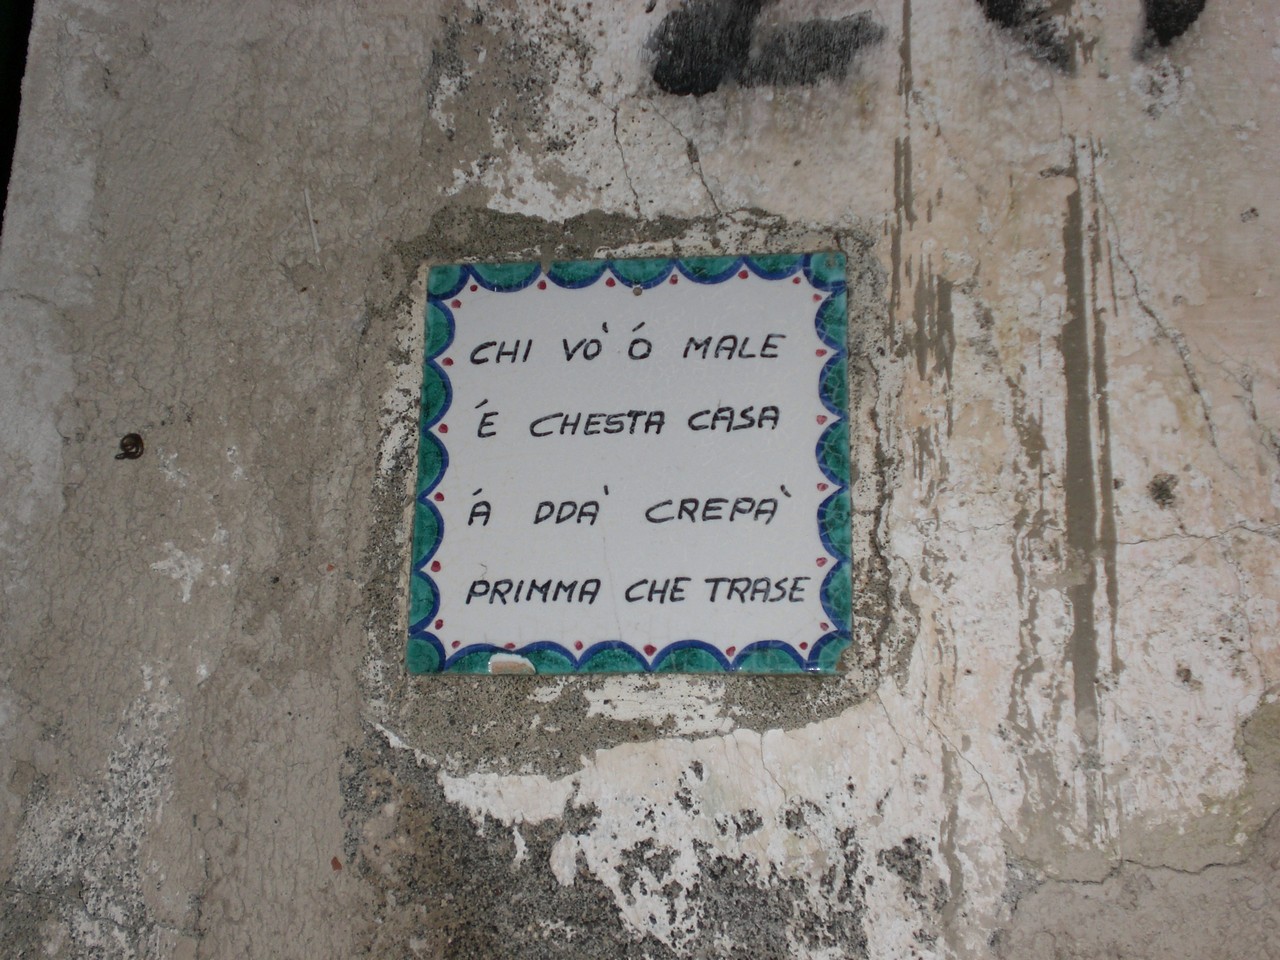 CHI VO' Ó MALE
É CHESTA CASA
Á DDA' CREPA'
PRIMMA CHE TRASE